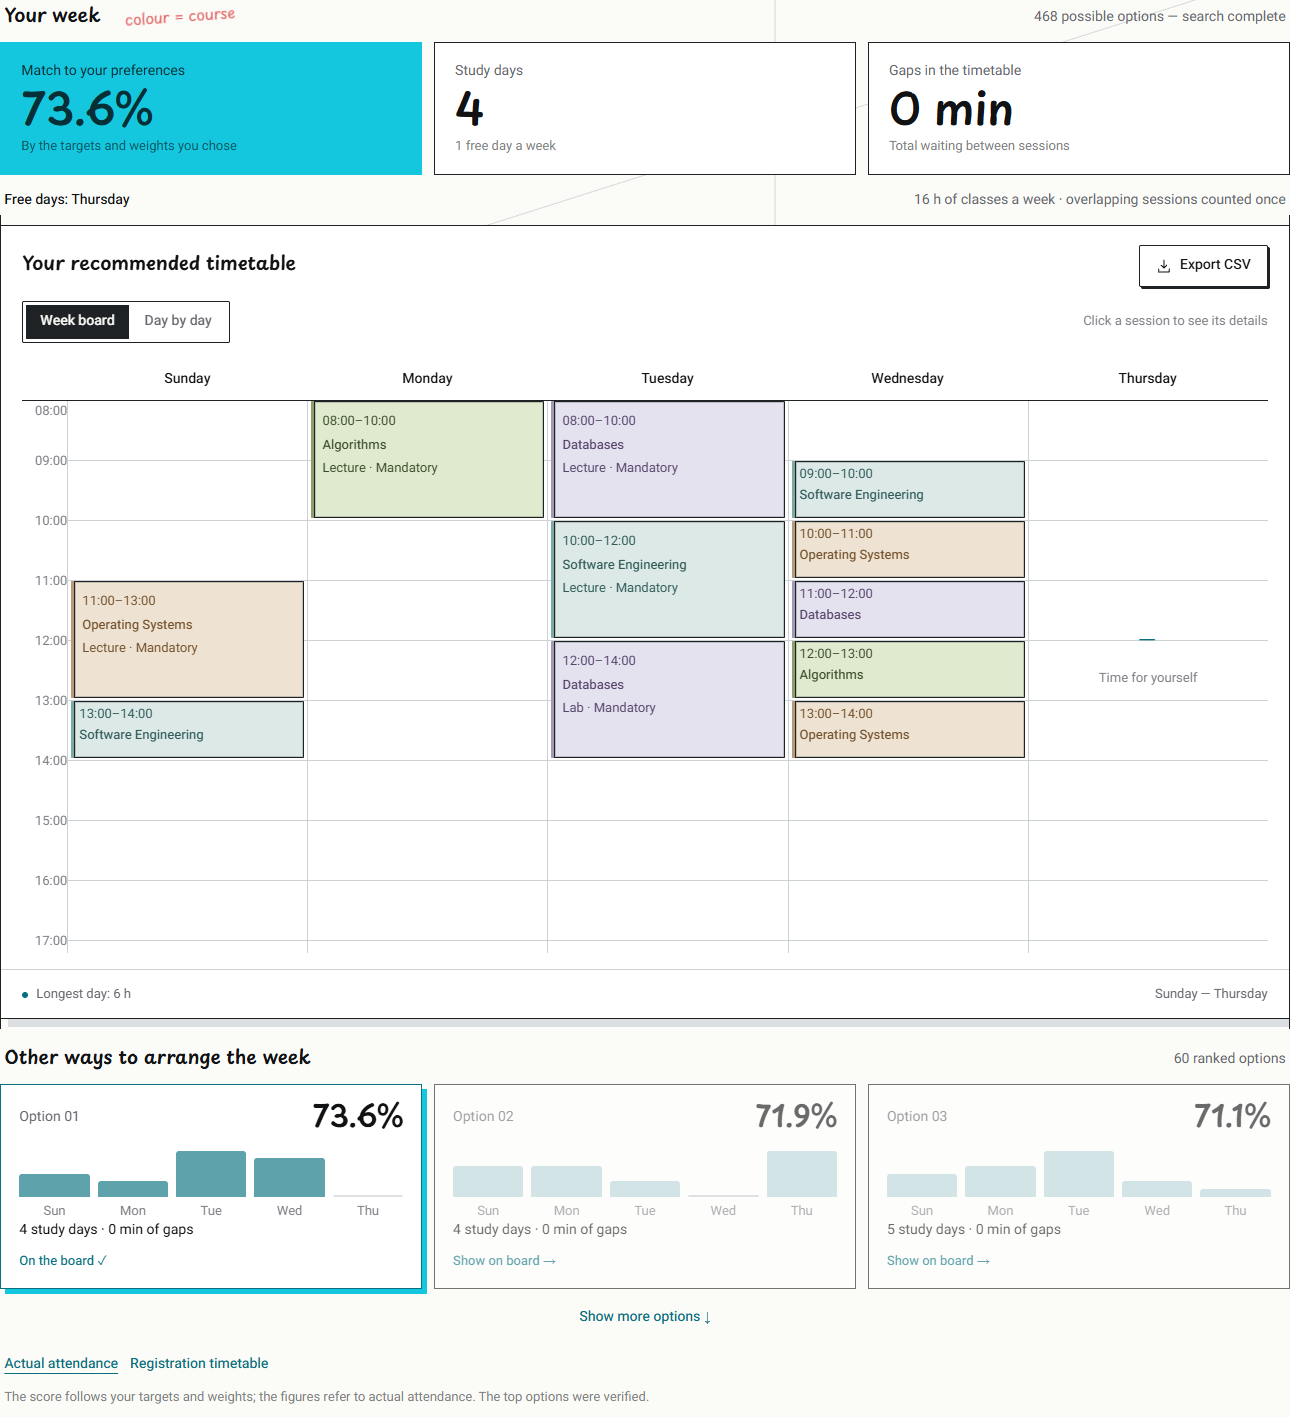 Your week
colour = course
468 possible options — search complete
Match to your preferences
73.6%
By the targets and weights you chose
Study days
4
1 free day a week
Gaps in the timetable
0 min
Total waiting between sessions
Free days: Thursday
16 h of classes a week · overlapping sessions counted once
Your recommended timetable
Export CSV
Week board
Day by day
Click a session to see its details
Sunday
Monday
Tuesday
Wednesday
Thursday
08:00
09:00
10:00
11:00
12:00
13:00
14:00
15:00
16:00
17:00
11:00–13:00
Operating Systems
Lecture · Mandatory
13:00–14:00
Software Engineering
08:00–10:00
Algorithms
Lecture · Mandatory
08:00–10:00
Databases
Lecture · Mandatory
10:00–12:00
Software Engineering
Lecture · Mandatory
12:00–14:00
Databases
Lab · Mandatory
09:00–10:00
Software Engineering
10:00–11:00
Operating Systems
11:00–12:00
Databases
12:00–13:00
Algorithms
13:00–14:00
Operating Systems
Time for yourself
Longest day: 6 h
Sunday — Thursday
Other ways to arrange the week
60 ranked options
Option 01
73.6%
Sun Mon Tue Wed Thu
4 study days · 0 min of gaps
On the board ✓
Option 02
71.9%
Sun Mon Tue Wed Thu
4 study days · 0 min of gaps
Show on board →
Option 03
71.1%
Sun Mon Tue Wed Thu
5 study days · 0 min of gaps
Show on board →
Show more options ↓
Actual attendance
Registration timetable
The score follows your targets and weights; the figures refer to actual attendance. The top options were verified.